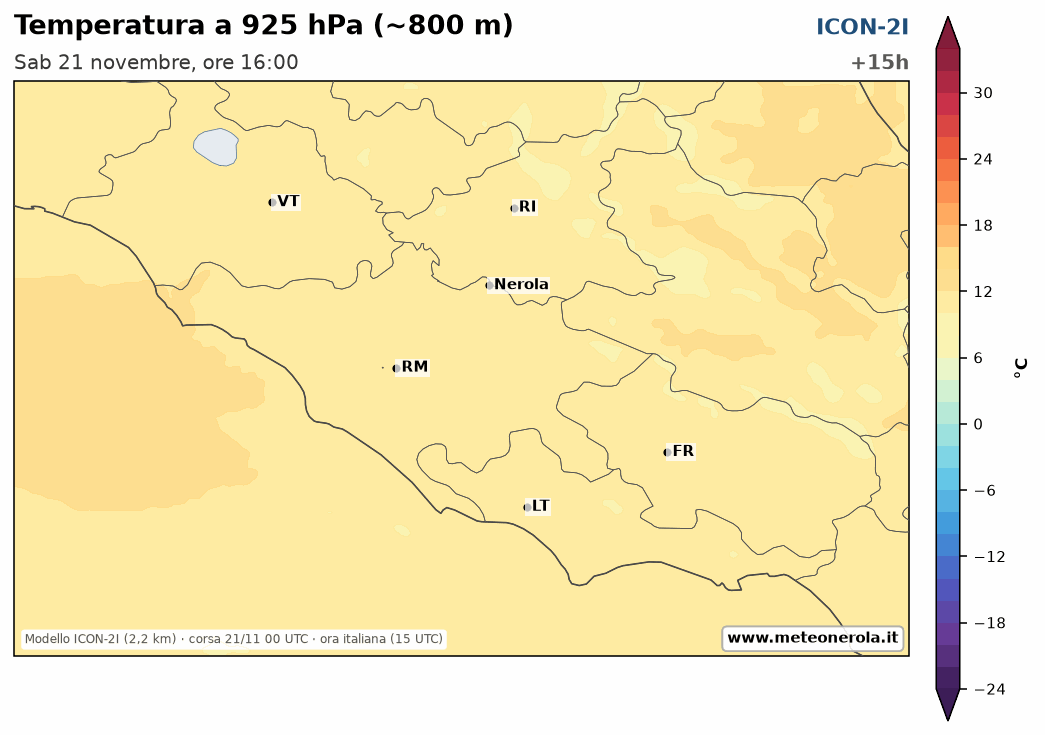 Temperatura a 925 hPa (~800 m)
ICON-2I
Sab 21 novembre, ore 16:00
+15h
VT
RI
Nerola
RM
FR
LT
30
24
18
12
6
0
−6
−12
−18
−24
°C
Modello ICON-2I (2,2 km) · corsa 21/11 00 UTC · ora italiana (15 UTC)
www.meteonerola.it